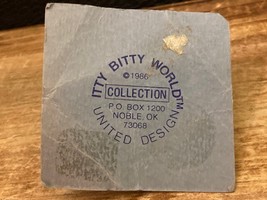 ITTY BITTY WORLD™
©1986
COLLECTION
P.O. BOX 1200
NOBLE, OK
73068
UNITED DESIGN